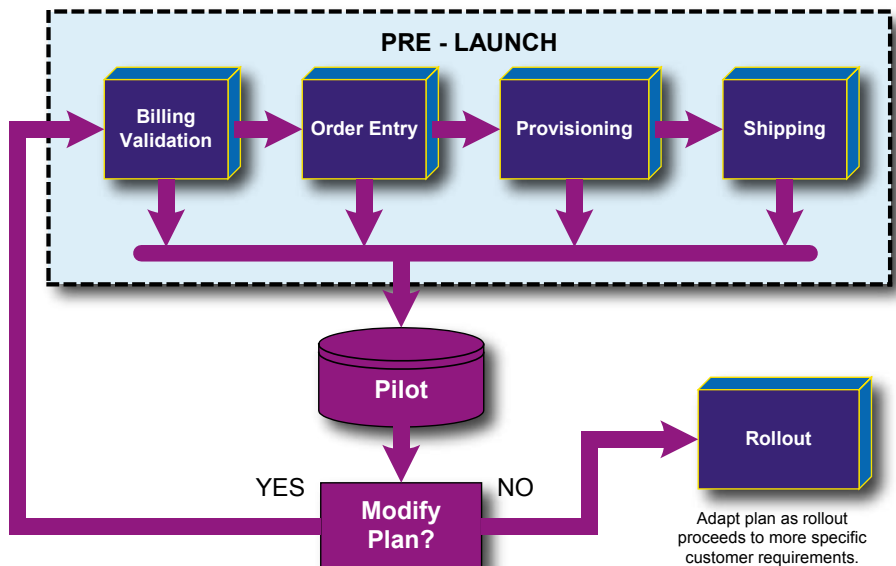 PRE - LAUNCH
Billing
Validation
Order Entry
Provisioning
Shipping
Pilot
YES
NO
Modify
Plan?
Rollout
Adapt plan as rollout
proceeds to more specific
customer requirements.